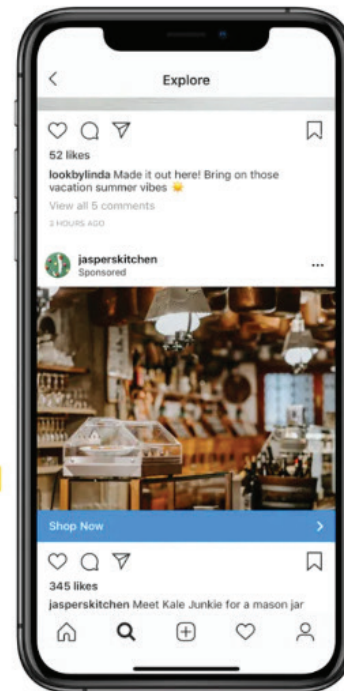 Explore
52 likes
lookbylinda Made it out here! Bring on those
vacation summer vibes ☀️
View all 5 comments
3 HOURS AGO
jasperskitchen
Sponsored
Shop Now
345 likes
jasperskitchen Meet Kale Junkie for a mason jar